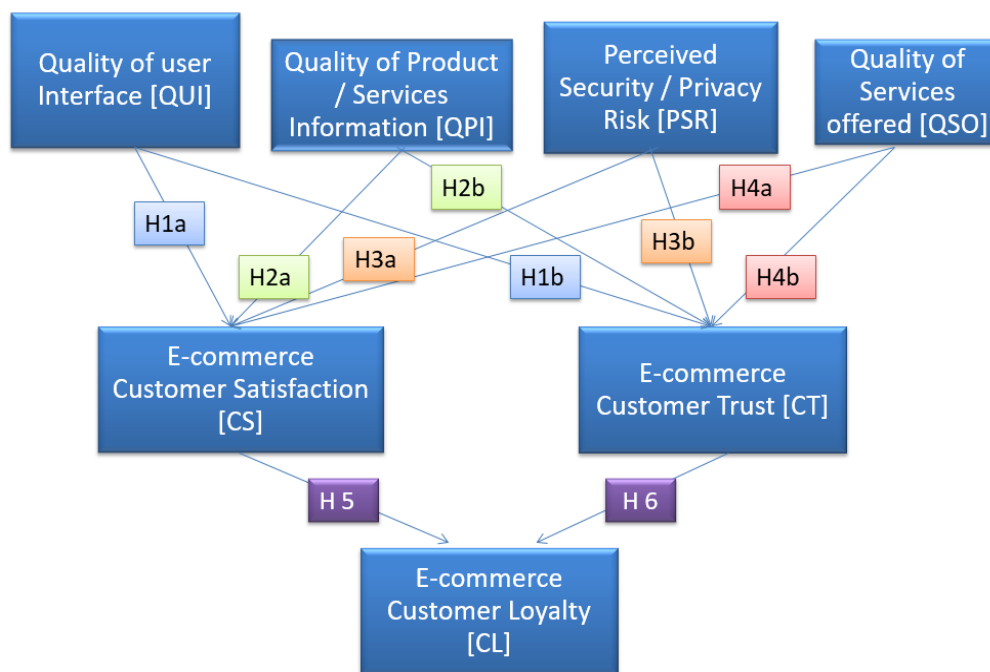 Quality of user
Interface [QUI]
Quality of Product
/ Services
Information [QPI]
Perceived
Security / Privacy
Risk [PSR]
Quality of
Services
offered [QSO]
H1a
H2b
H4a
H2a
H3a
H1b
H3b
H4b
E-commerce
Customer Satisfaction
[CS]
E-commerce
Customer Trust [CT]
H 5
H 6
E-commerce
Customer Loyalty
[CL]